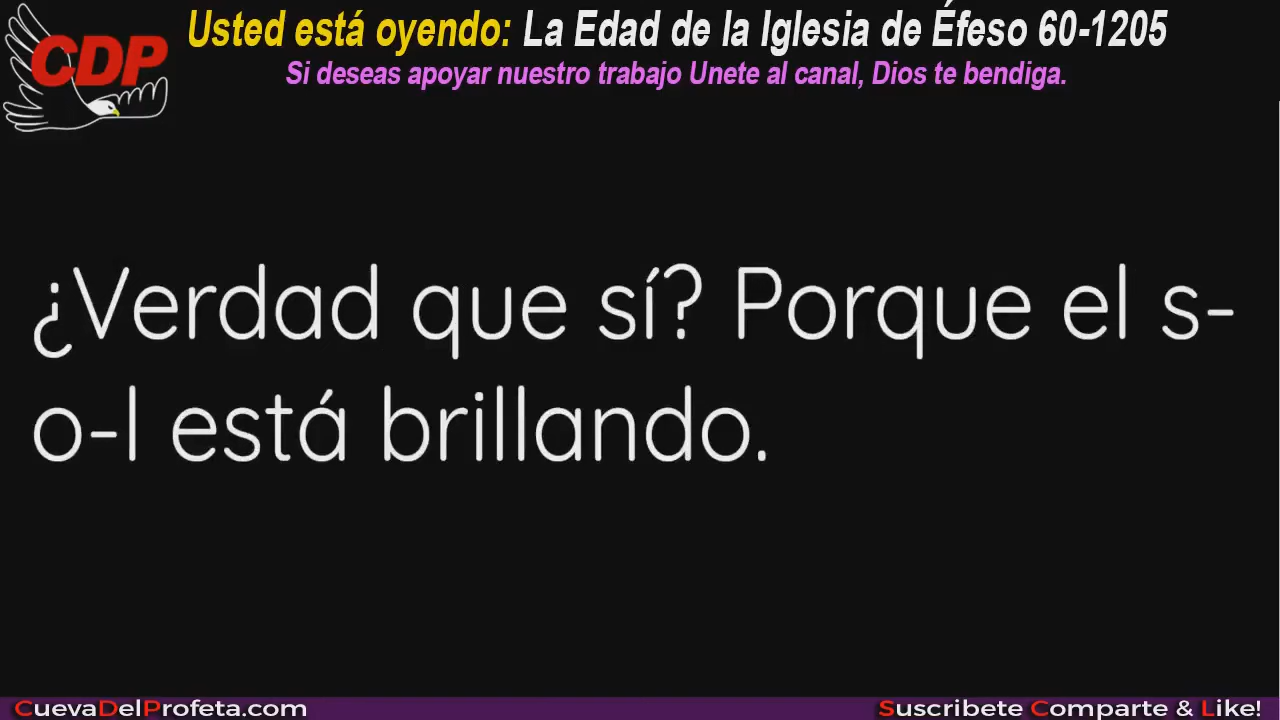 CDP
Usted está oyendo: La Edad de la Iglesia de Éfeso 60-1205
Si deseas apoyar nuestro trabajo Unete al canal, Dios te bendiga.
¿Verdad que sí? Porque el s-
o-l está brillando.
CuevaDelProfeta.com
Suscribete Comparte & Like!